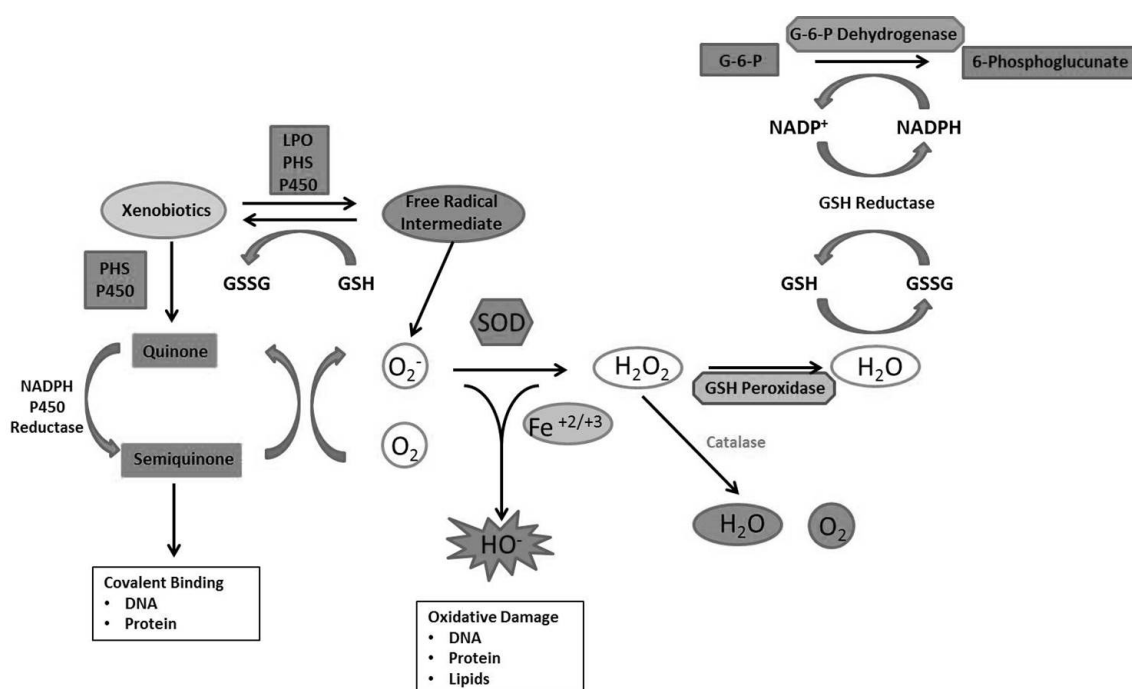 G-6-P Dehydrogenase
G-6-P
6-Phosphoglucunate
NADP+
NADPH
GSH Reductase
GSH
GSSG
LPO
PHS
P450
Xenobiotics
Free Radical
Intermediate
GSSG
GSH
PHS
P450
SOD
Quinone
O2-
H2O2
GSH Peroxidase
H2O
NADPH
P450
Reductase
Fe +2/+3
Semiquinone
O2
Catalase
H2O
O2
HO-
Covalent Binding
• DNA
• Protein
Oxidative Damage
• DNA
• Protein
• Lipids